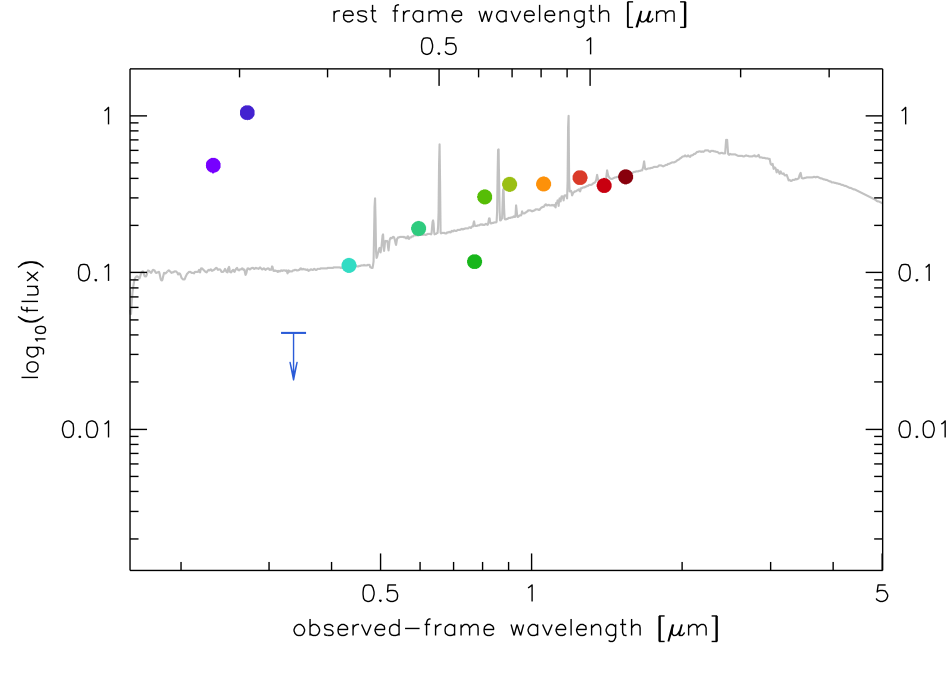 rest frame wavelength [μm]
0.5 1
1 1
0.1 0.1
log10(flux)
0.01 0.01
0.5 1 5
observed-frame wavelength [μm]